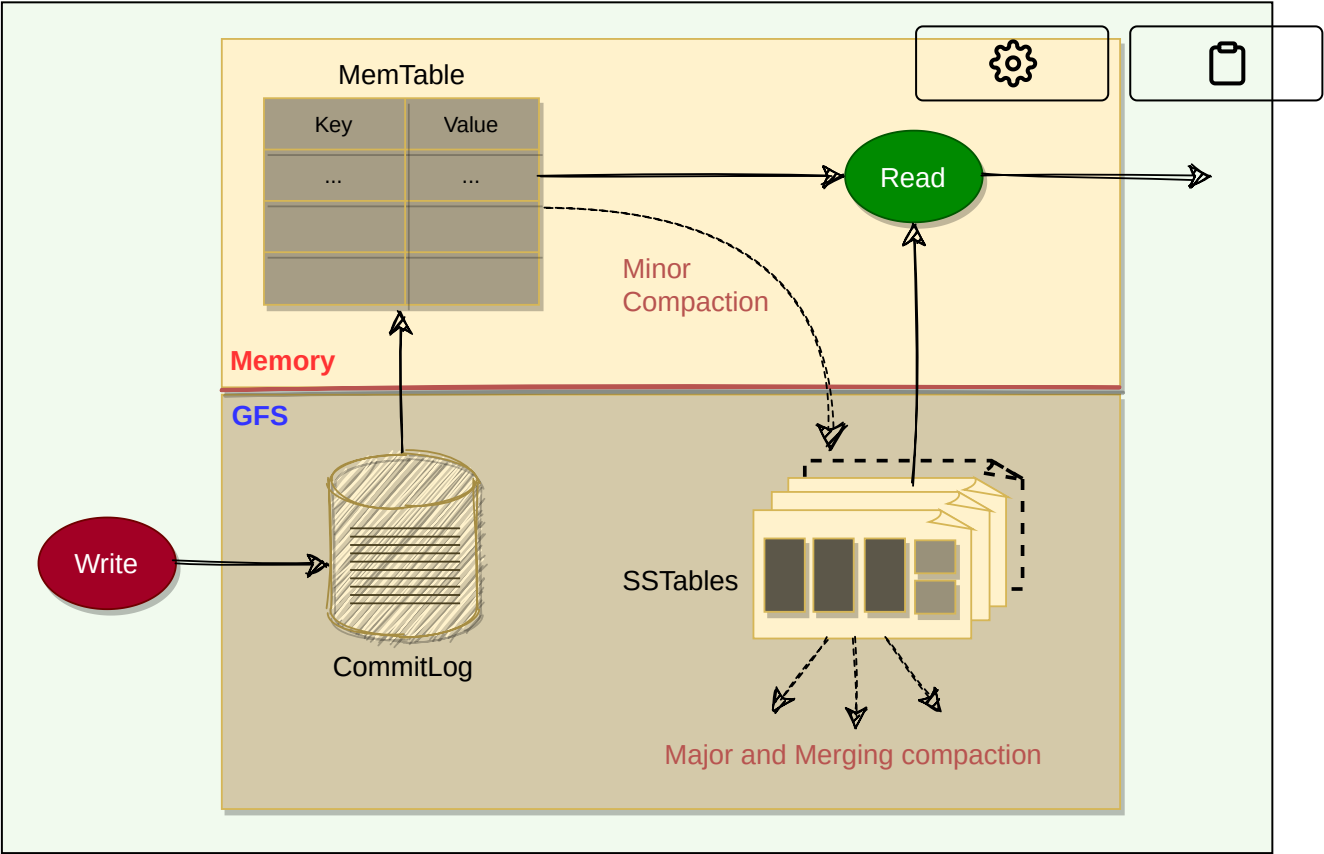 MemTable
Key
Value
...
...
Read
Minor
Compaction
Memory
GFS
Write
SSTables
CommitLog
Major and Merging compaction